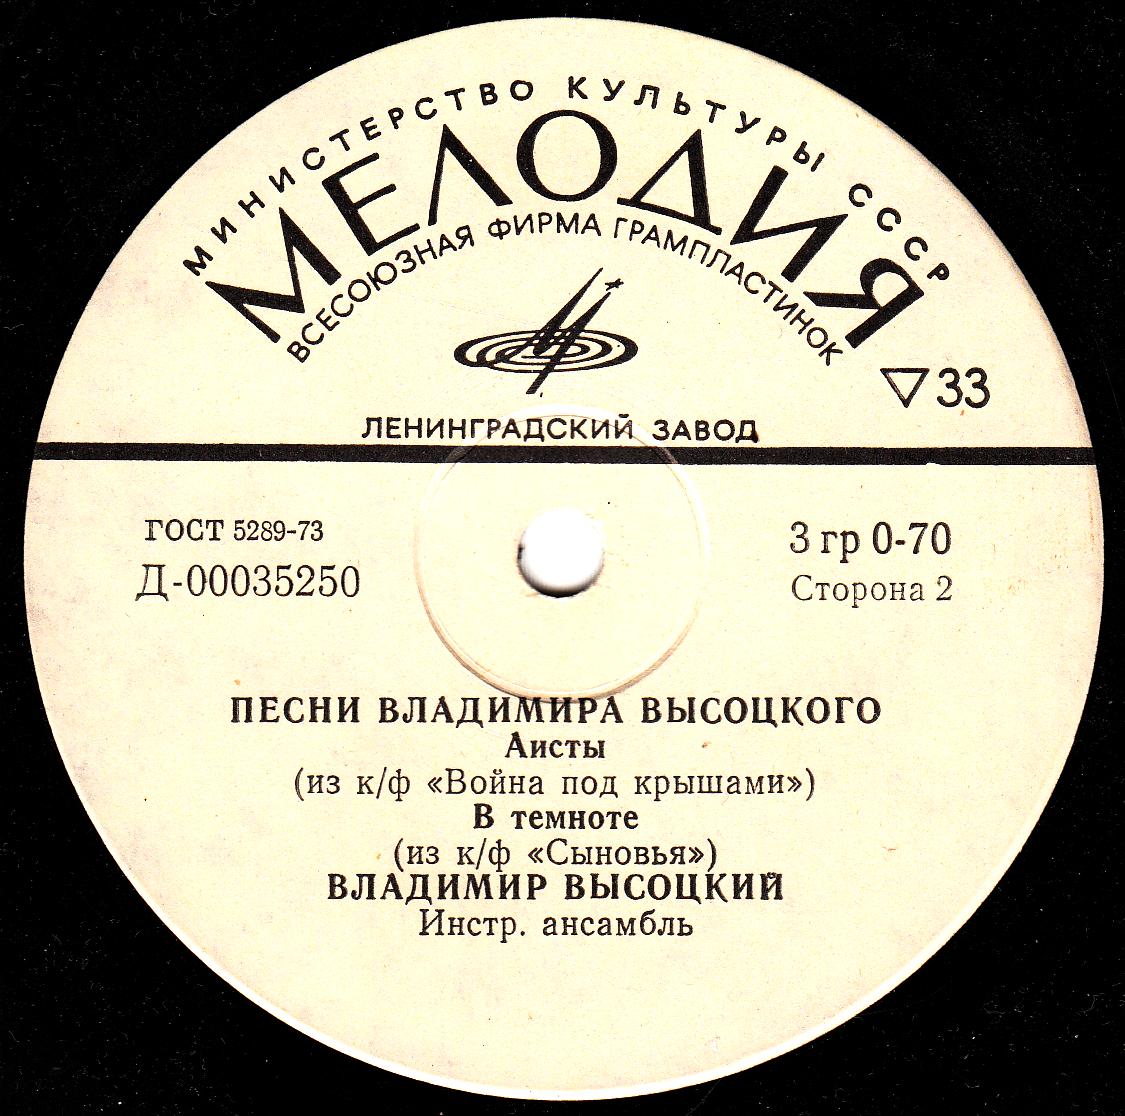 МИНИСТЕРСТВО КУЛЬТУРЫ СССР
МЕЛОДИЯ
ВСЕСОЮЗНАЯ ФИРМА ГРАМПЛАСТИНОК
33
ЛЕНИНГРАДСКИЙ ЗАВОД
ГОСТ 5289-73
3 гр 0-70
Д-00035250
Сторона 2
ПЕСНИ ВЛАДИМИРА ВЫСОЦКОГО
Аисты
(из к/ф «Война под крышами»)
В темноте
(из к/ф «Сыновья»)
ВЛАДИМИР ВЫСОЦКИЙ
Инстр. ансамбль